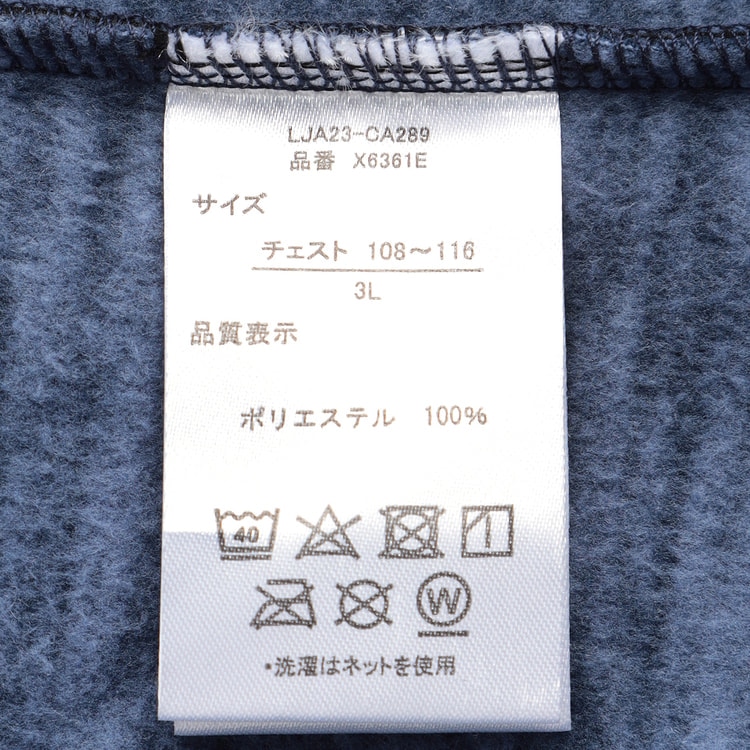 LJA23-CA289
品番 X6361E
サイズ
チェスト 108～116
3L
品質表示
ポリエステル 100%
40
W
・洗濯はネットを使用